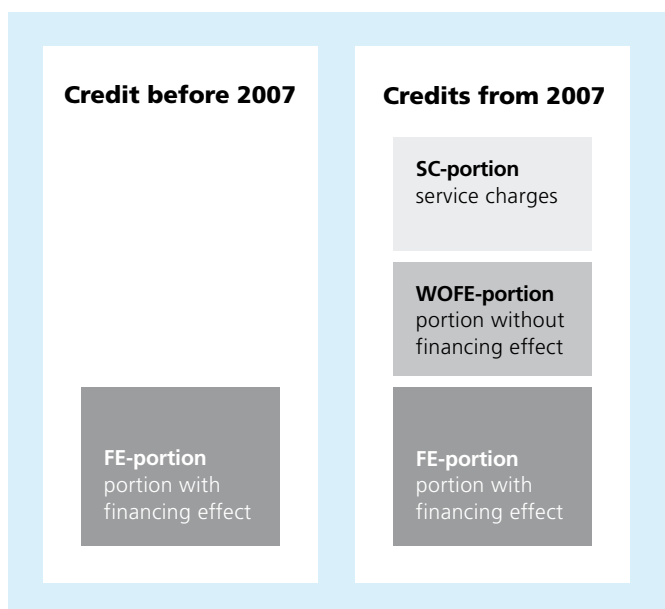 Credit before 2007
FE-portion
portion with
financing effect
Credits from 2007
SC-portion
service charges
WOFE-portion
portion without
financing effect
FE-portion
portion with
financing effect